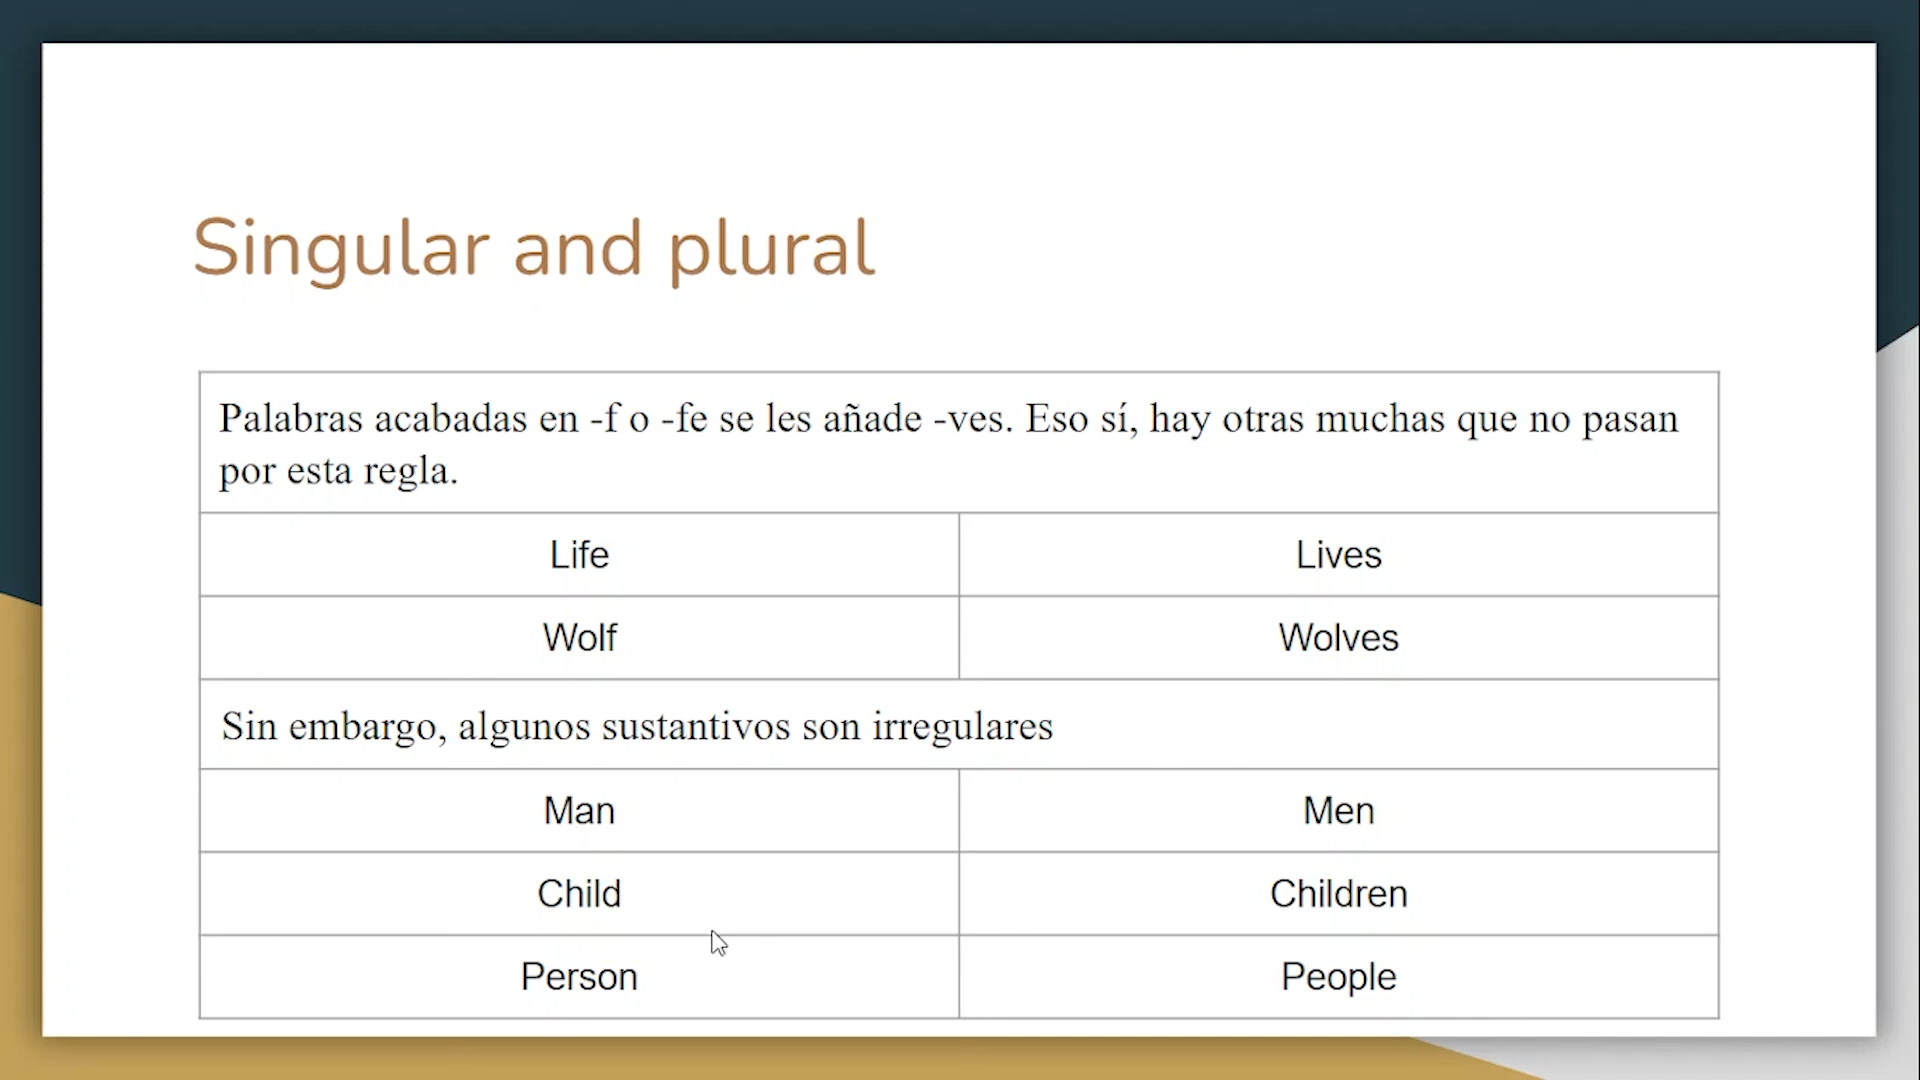 Singular and plural
Palabras acabadas en -f o -fe se les añade -ves. Eso sí, hay otras muchas que no pasan
por esta regla.
Life Lives
Wolf Wolves
Sin embargo, algunos sustantivos son irregulares
Man Men
Child Children
Person People